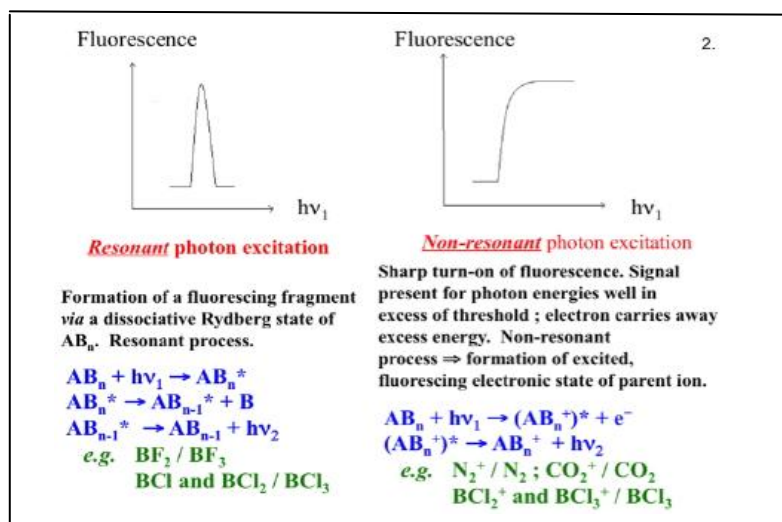 Fluorescence
hν₁
Resonant photon excitation
Formation of a fluorescing fragment
via a dissociative Rydberg state of
ABₙ. Resonant process.
ABₙ + hν₁ → ABₙ*
ABₙ* → ABₙ₋₁* + B
ABₙ₋₁* → ABₙ₋₁ + hν₂
e.g. BF₂ / BF₃
BCl and BCl₂ / BCl₃
Fluorescence
2.
hν₁
Non-resonant photon excitation
Sharp turn-on of fluorescence. Signal
present for photon energies well in
excess of threshold ; electron carries away
excess energy. Non-resonant
process ⇒ formation of excited,
fluorescing electronic state of parent ion.
ABₙ + hν₁ → (ABₙ⁺)* + e⁻
(ABₙ⁺)* → ABₙ⁺ + hν₂
e.g. N₂⁺ / N₂ ; CO₂⁺ / CO₂
BCl₂⁺ and BCl₃⁺ / BCl₃